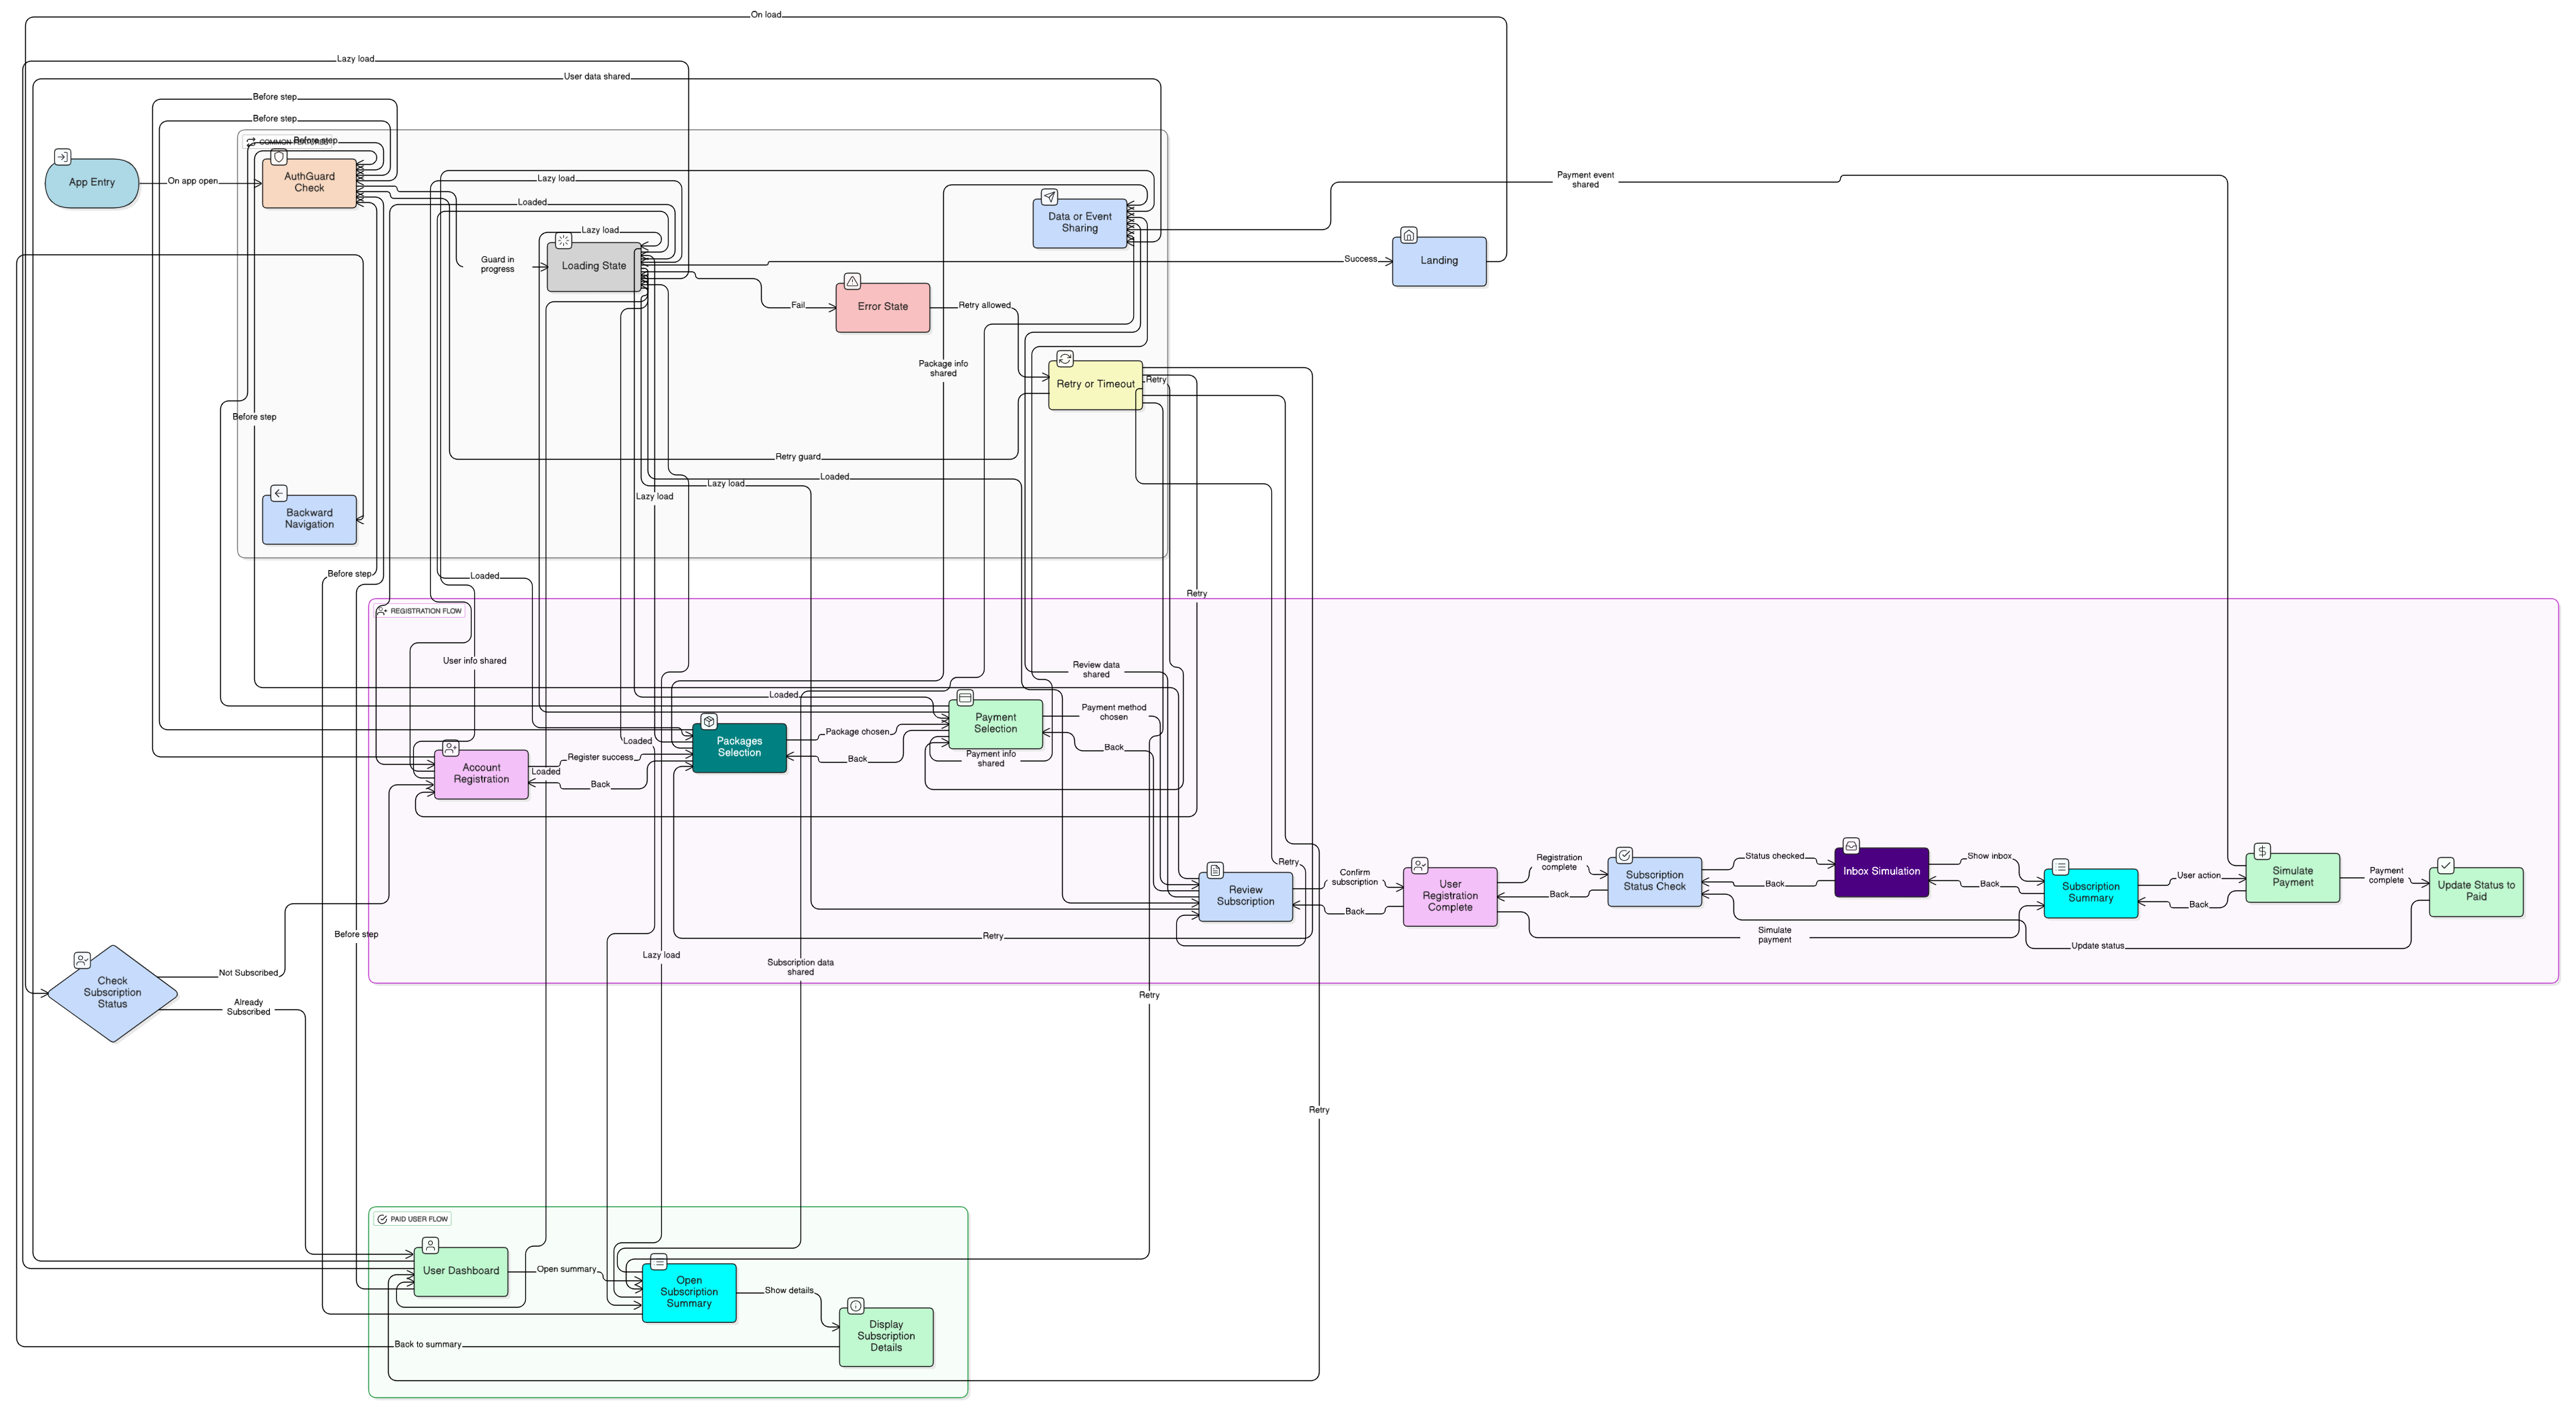 On load
Lazy load
User data shared
Before step
Before step
Before step
COMMON FEATURES
App Entry
On app open
AuthGuard
Check
Lazy load
Loaded
Lazy load
Guard in
progress
Loading State
Data or Event
Sharing
Payment event
shared
Success
Landing
Fail
Error State
Retry allowed
Package info
shared
Retry or Timeout
Retry
Before step
Retry guard
Loaded
Lazy load
Lazy load
Backward
Navigation
Before step
Loaded
Retry
REGISTRATION FLOW
User info shared
Review data
shared
Loaded
Payment
Selection
Payment method
chosen
Package chosen
Packages
Selection
Loaded
Back
Back
Payment info
shared
Register success
Account
Registration
Loaded
Back
Retry
Review
Subscription
Confirm
subscription
Back
User
Registration
Complete
Registration
complete
Back
Subscription
Status Check
Status checked
Back
Inbox Simulation
Show inbox
Back
Subscription
Summary
User action
Back
Simulate
Payment
Payment
complete
Update Status to
Paid
Simulate
payment
Update status
Before step
Retry
Lazy load
Subscription data
shared
Retry
Not Subscribed
Check
Subscription
Status
Already
Subscribed
Retry
PAID USER FLOW
User Dashboard
Open summary
Open
Subscription
Summary
Show details
Display
Subscription
Details
Back to summary